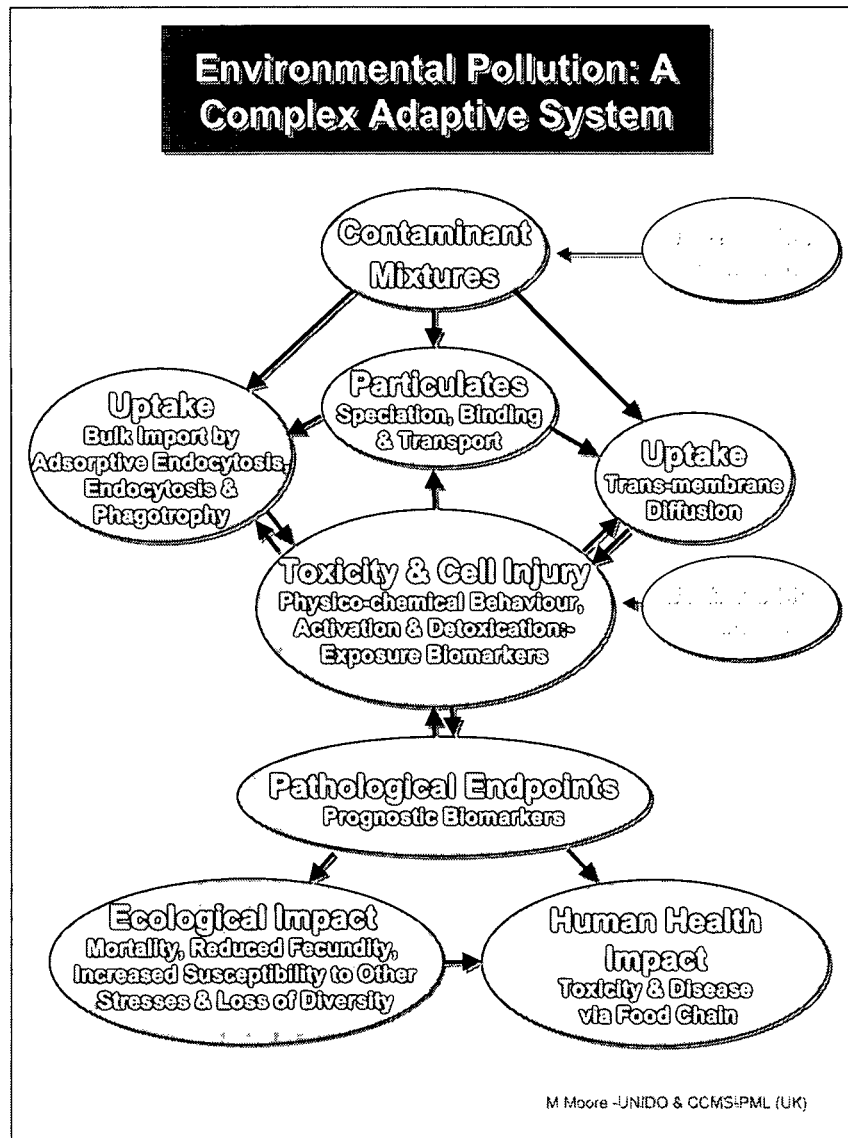 Environmental Pollution: A
Complex Adaptive System
Contaminant
Mixtures
Particulates
Speciation, Binding
& Transport
Uptake
Bulk Import by
Adsorptive Endocytosis,
Endocytosis &
Phagotrophy
Uptake
Trans-membrane
Diffusion
Toxicity & Cell Injury
Physico-chemical Behaviour,
Activation & Detoxication:-
Exposure Biomarkers
Pathological Endpoints
Prognostic Biomarkers
Ecological Impact
Mortality, Reduced Fecundity,
Increased Susceptibility to Other
Stresses & Loss of Diversity
Human Health
Impact
Toxicity & Disease
via Food Chain
M Moore -UNIDO & CCMS-PML (UK)